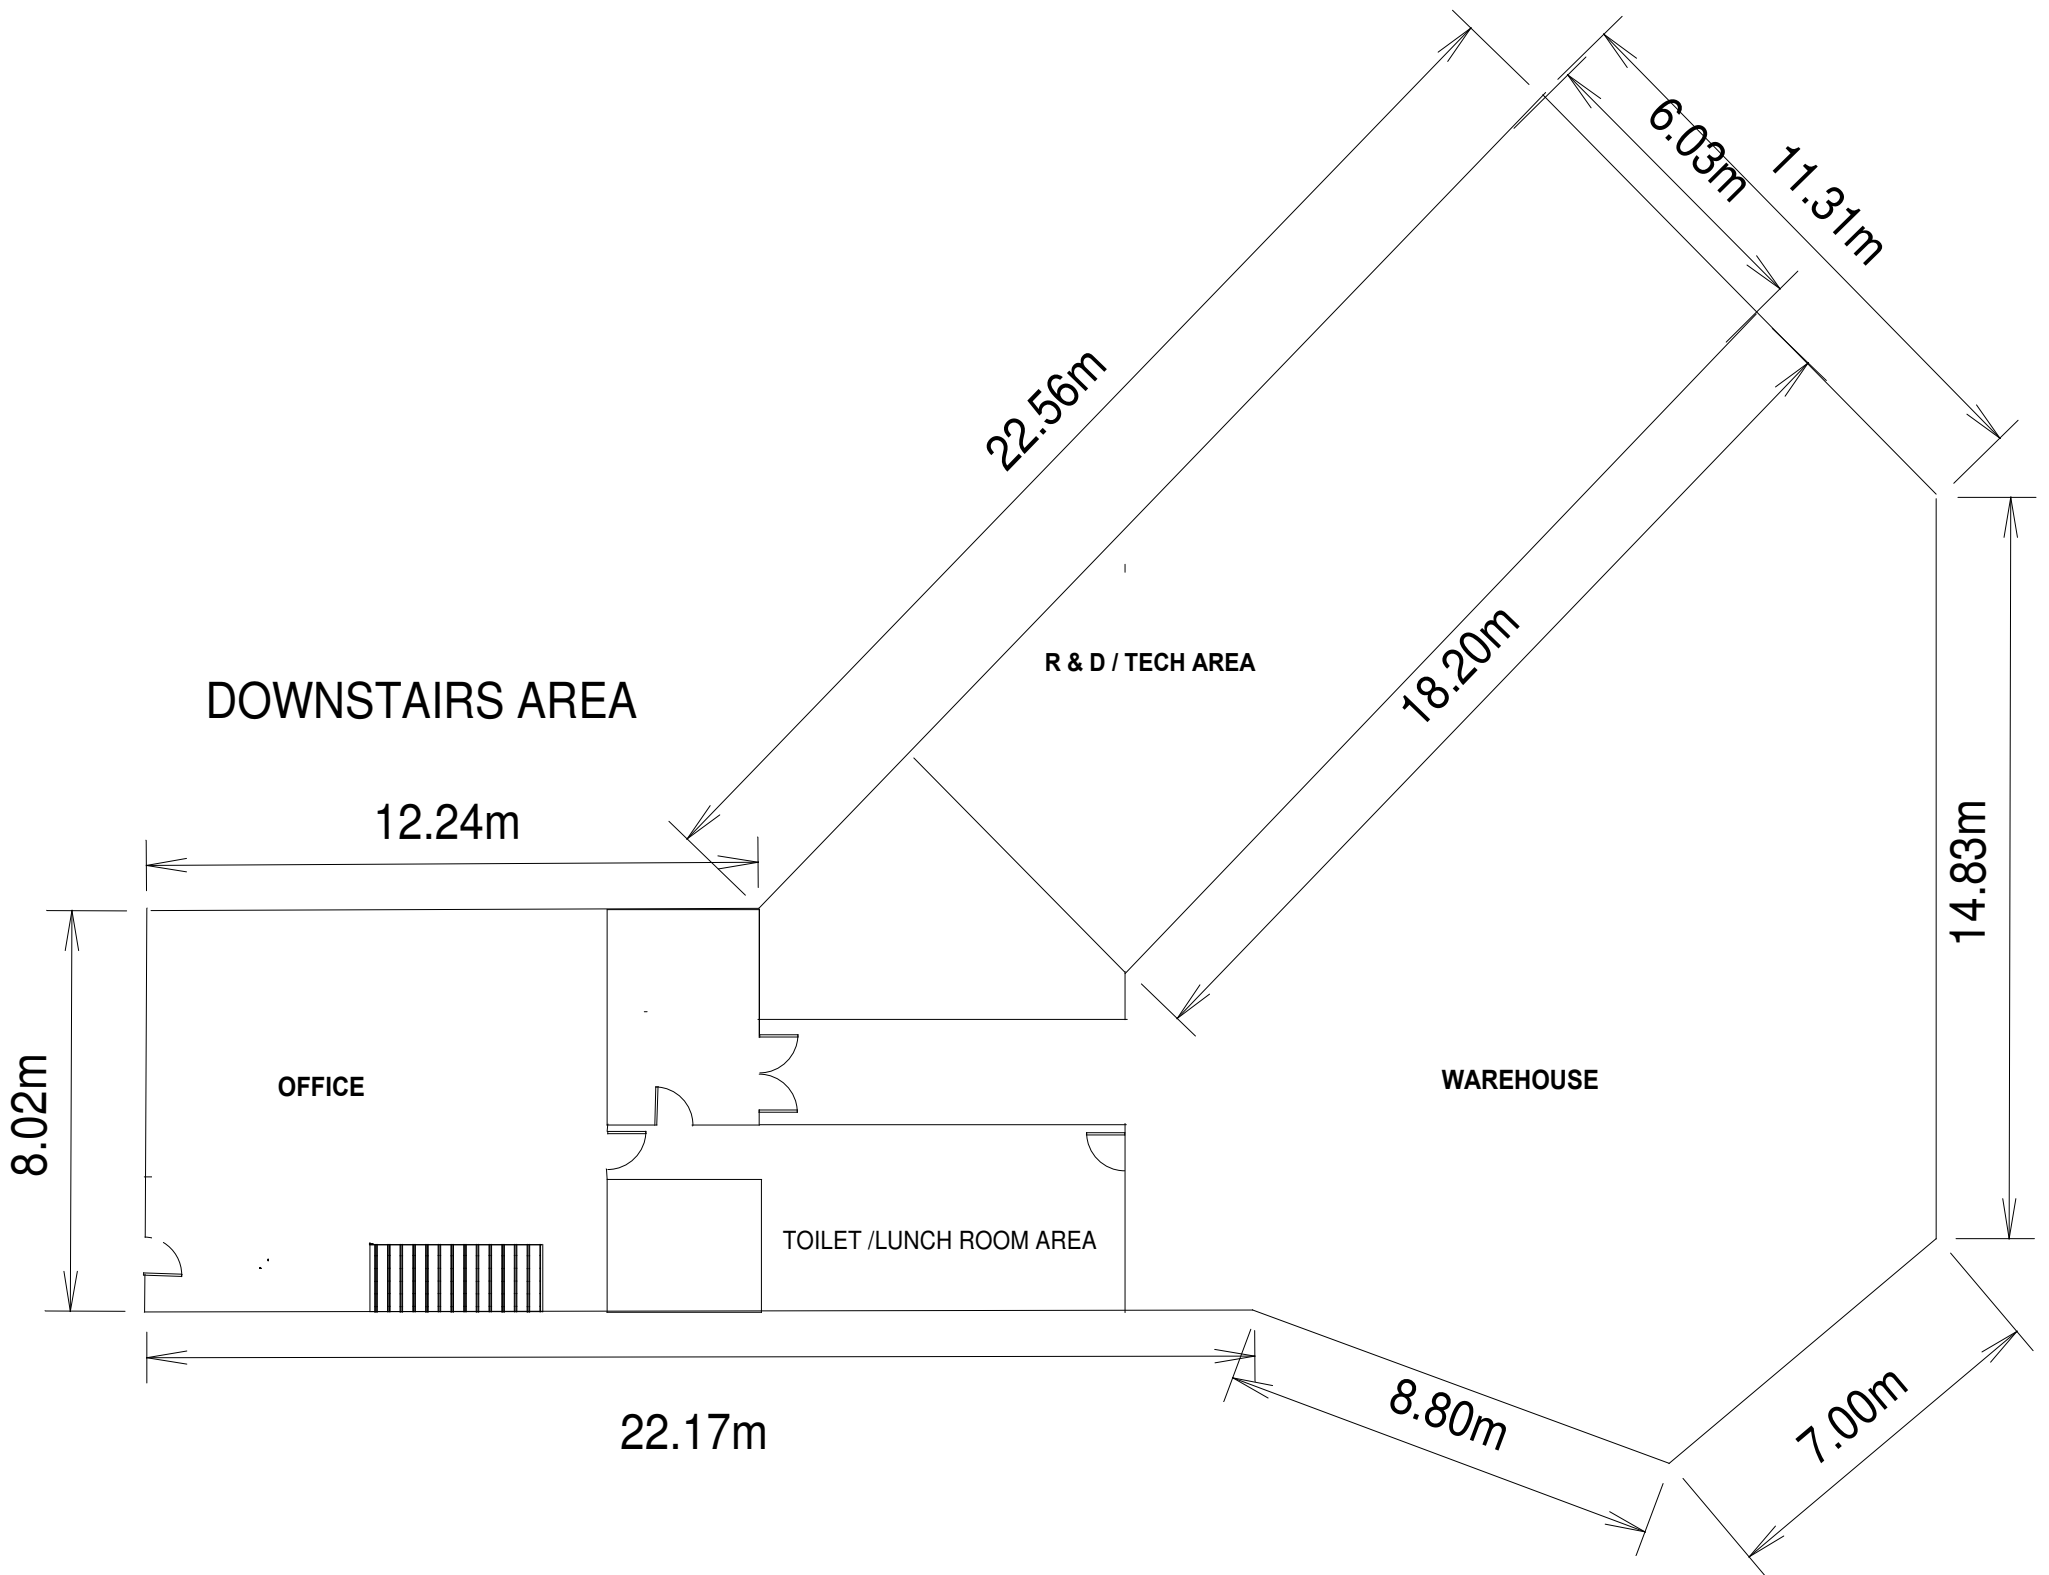 6.03m
11.31m
22.56m
18.20m
R & D / TECH AREA
DOWNSTAIRS AREA
12.24m
14.83m
8.02m
OFFICE
WAREHOUSE
TOILET /LUNCH ROOM AREA
22.17m
8.80m
7.00m